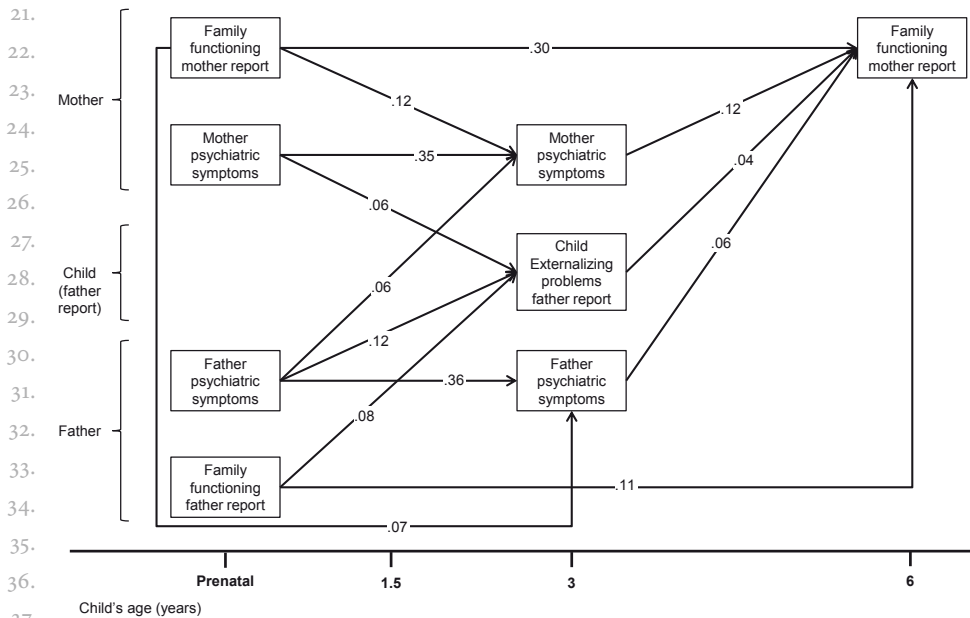 21.
22.
23.
24.
25.
26.
27.
28.
29.
30.
31.
32.
33.
34.
35.
36.
37.
Mother
Child
(father
report)
Father
Family
functioning
mother report
Mother
psychiatric
symptoms
Father
psychiatric
symptoms
Family
functioning
father report
.30
.12
.35
.06
.06
.12
.36
.08
.11
.07
Mother
psychiatric
symptoms
Child
Externalizing
problems
father report
Father
psychiatric
symptoms
.12
.04
.06
Family
functioning
mother report
Prenatal
1.5
3
6
Child's age (years)